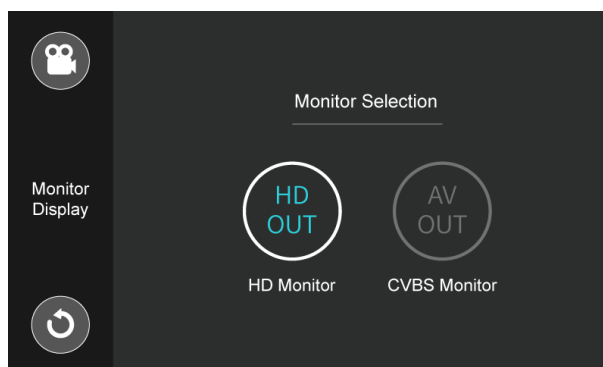 Monitor
Display
Monitor Selection
HD
OUT
HD Monitor
AV
OUT
CVBS Monitor